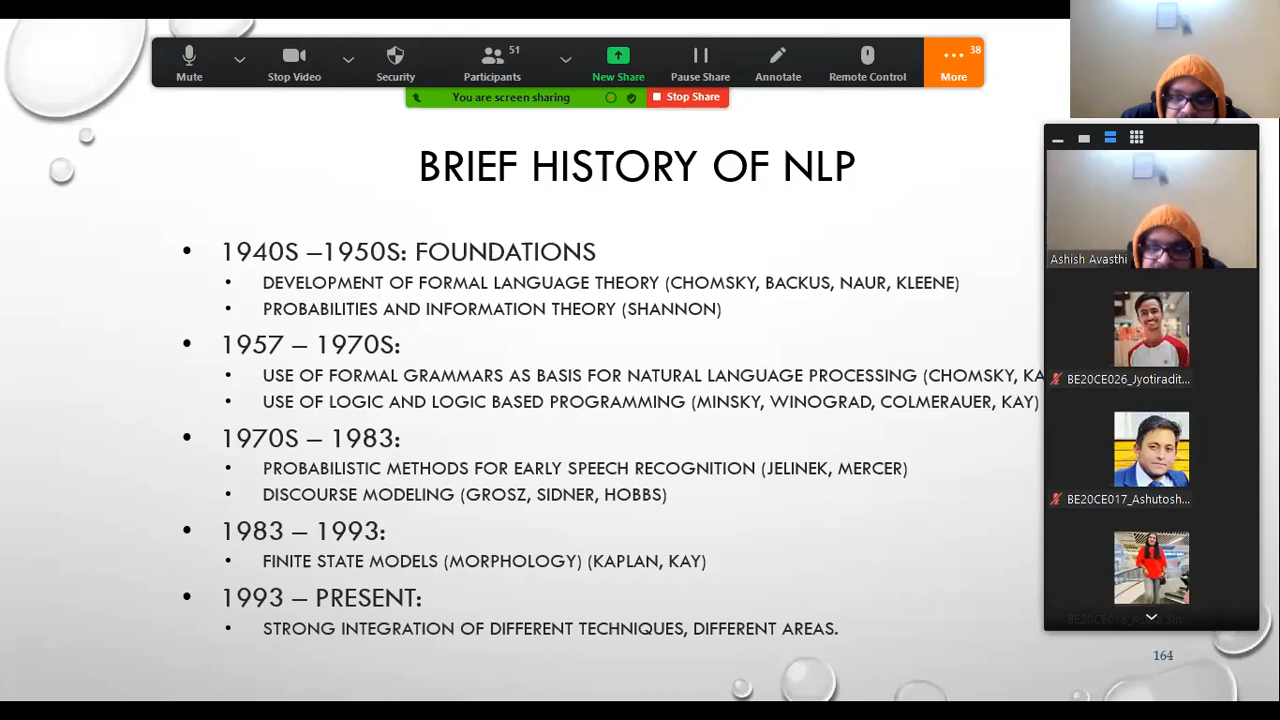 51
38
Mute
Stop Video
Security
Participants
New Share
Pause Share
Annotate
Remote Control
More
You are screen sharing
Stop Share
BRIEF HISTORY OF NLP
• 1940S –1950S: FOUNDATIONS
• DEVELOPMENT OF FORMAL LANGUAGE THEORY (CHOMSKY, BACKUS, NAUR, KLEENE)
• PROBABILITIES AND INFORMATION THEORY (SHANNON)
• 1957 – 1970S:
• USE OF FORMAL GRAMMARS AS BASIS FOR NATURAL LANGUAGE PROCESSING (CHOMSKY, KA
• USE OF LOGIC AND LOGIC BASED PROGRAMMING (MINSKY, WINOGRAD, COLMERAUER, KAY)
• 1970S – 1983:
• PROBABILISTIC METHODS FOR EARLY SPEECH RECOGNITION (JELINEK, MERCER)
• DISCOURSE MODELING (GROSZ, SIDNER, HOBBS)
• 1983 – 1993:
• FINITE STATE MODELS (MORPHOLOGY) (KAPLAN, KAY)
• 1993 – PRESENT:
• STRONG INTEGRATION OF DIFFERENT TECHNIQUES, DIFFERENT AREAS.
Ashish Avasthi
BE20CE026_Jyotiradit...
BE20CE017_Ashutosh...
164